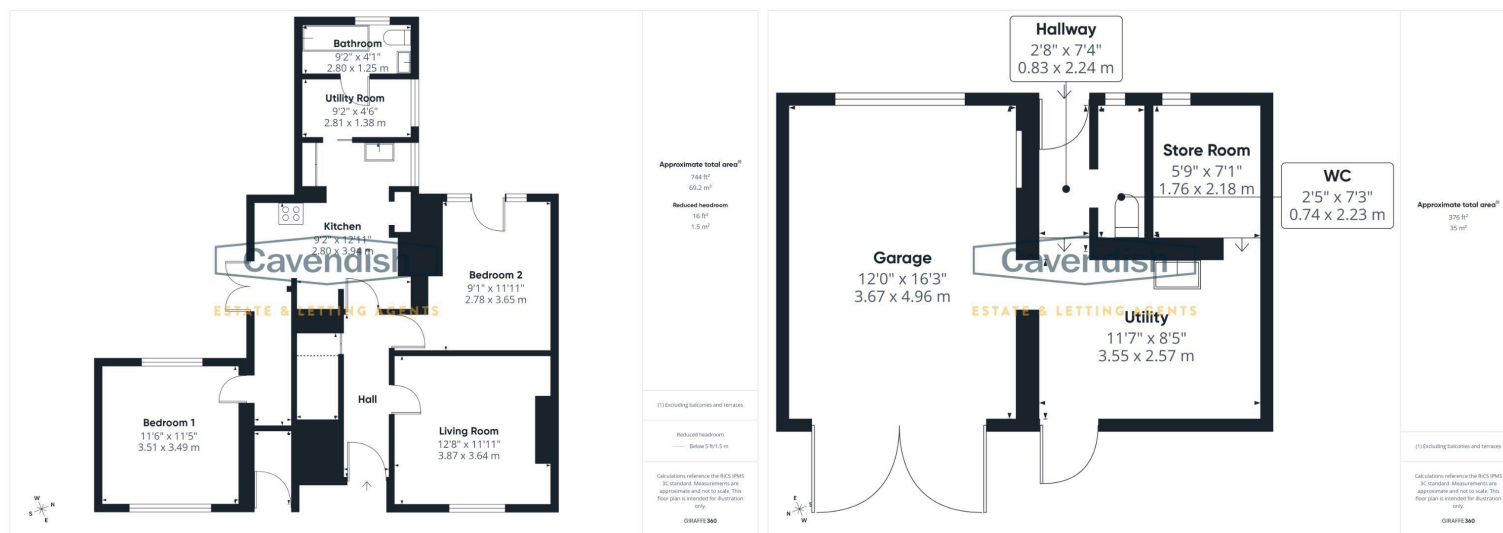 Bathroom
9'2" x 4'1"
2.80 x 1.25 m
Utility Room
9'2" x 4'6"
2.81 x 1.38 m
Kitchen
9'2" x 12'11"
2.80 x 3.94 m
Cavendish
ESTATE & LETTING AGENTS
Bedroom 2
9'1" x 11'11"
2.78 x 3.65 m
Hall
Bedroom 1
11'6" x 11'5"
3.51 x 3.49 m
Living Room
12'8" x 11'11"
3.87 x 3.64 m
W
N
S
E
Approximate total area(1)
744 ft²
69.2 m²
Reduced headroom
16 ft²
1.5 m²
(1) Excluding balconies and terraces
Reduced headroom
Below 5 ft/1.5 m
Calculations reference the RICS IPMS
3C standard. Measurements are
approximate and not to scale. This
floor plan is intended for illustration
only.
GIRAFFE360
Hallway
2'8" x 7'4"
0.83 x 2.24 m
Store Room
5'9" x 7'1"
1.76 x 2.18 m
WC
2'5" x 7'3"
0.74 x 2.23 m
Garage
12'0" x 16'3"
3.67 x 4.96 m
Cavendish
ESTATE & LETTING AGENTS
Utility
11'7" x 8'5"
3.55 x 2.57 m
E
S
N
W
Approximate total area(1)
376 ft²
35 m²
(1) Excluding balconies and terraces
Calculations reference the RICS IPMS
3C standard. Measurements are
approximate and not to scale. This
floor plan is intended for illustration
only.
GIRAFFE360